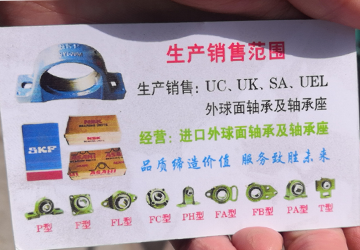 生产销售范围
生产销售：UC、UK、SA、UEL
外球面轴承及轴承座
经营：进口外球面轴承及轴承座
品质缔造价值 服务致胜未来
SKF
NSK
P型 F型 FL型 FC型 PH型 FA型 FB型 PA型 T型